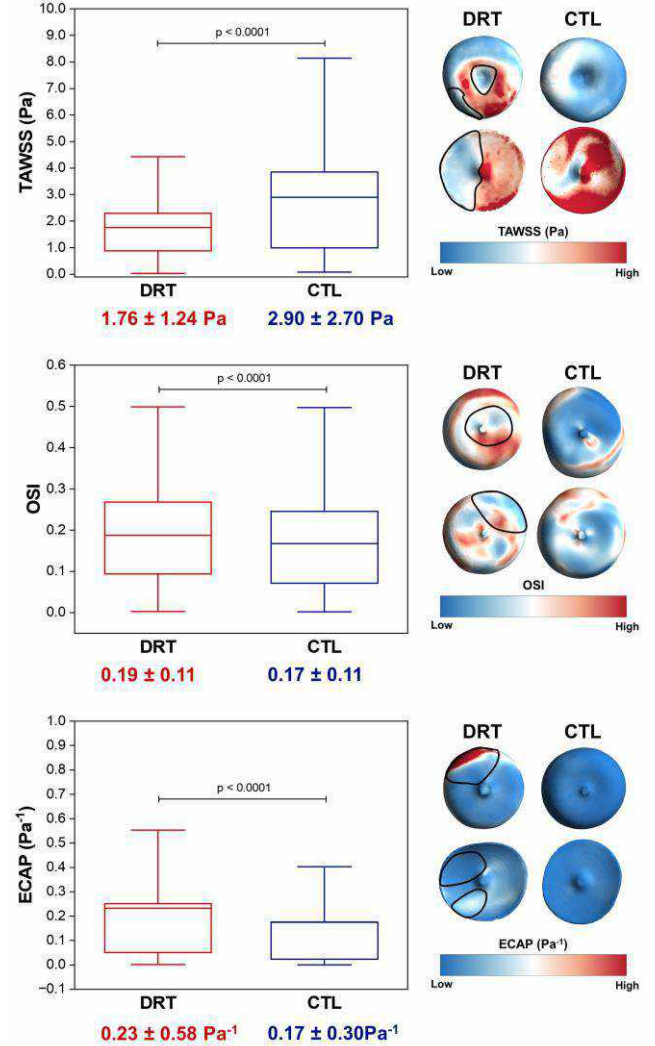 10.0
9.0
8.0
7.0
6.0
5.0
4.0
3.0
2.0
1.0
0.0
TAWSS (Pa)
p < 0.0001
DRT CTL
1.76 ± 1.24 Pa 2.90 ± 2.70 Pa
DRT CTL
TAWSS (Pa)
Low High
0.6
0.5
0.4
0.3
0.2
0.1
0.0
OSI
p < 0.0001
DRT CTL
0.19 ± 0.11 0.17 ± 0.11
DRT CTL
OSI
Low High
1.0
0.9
0.8
0.7
0.6
0.5
0.4
0.3
0.2
0.1
0.0
−0.1
ECAP (Pa⁻¹)
p < 0.0001
DRT CTL
0.23 ± 0.58 Pa⁻¹ 0.17 ± 0.30Pa⁻¹
DRT CTL
ECAP (Pa⁻¹)
Low High